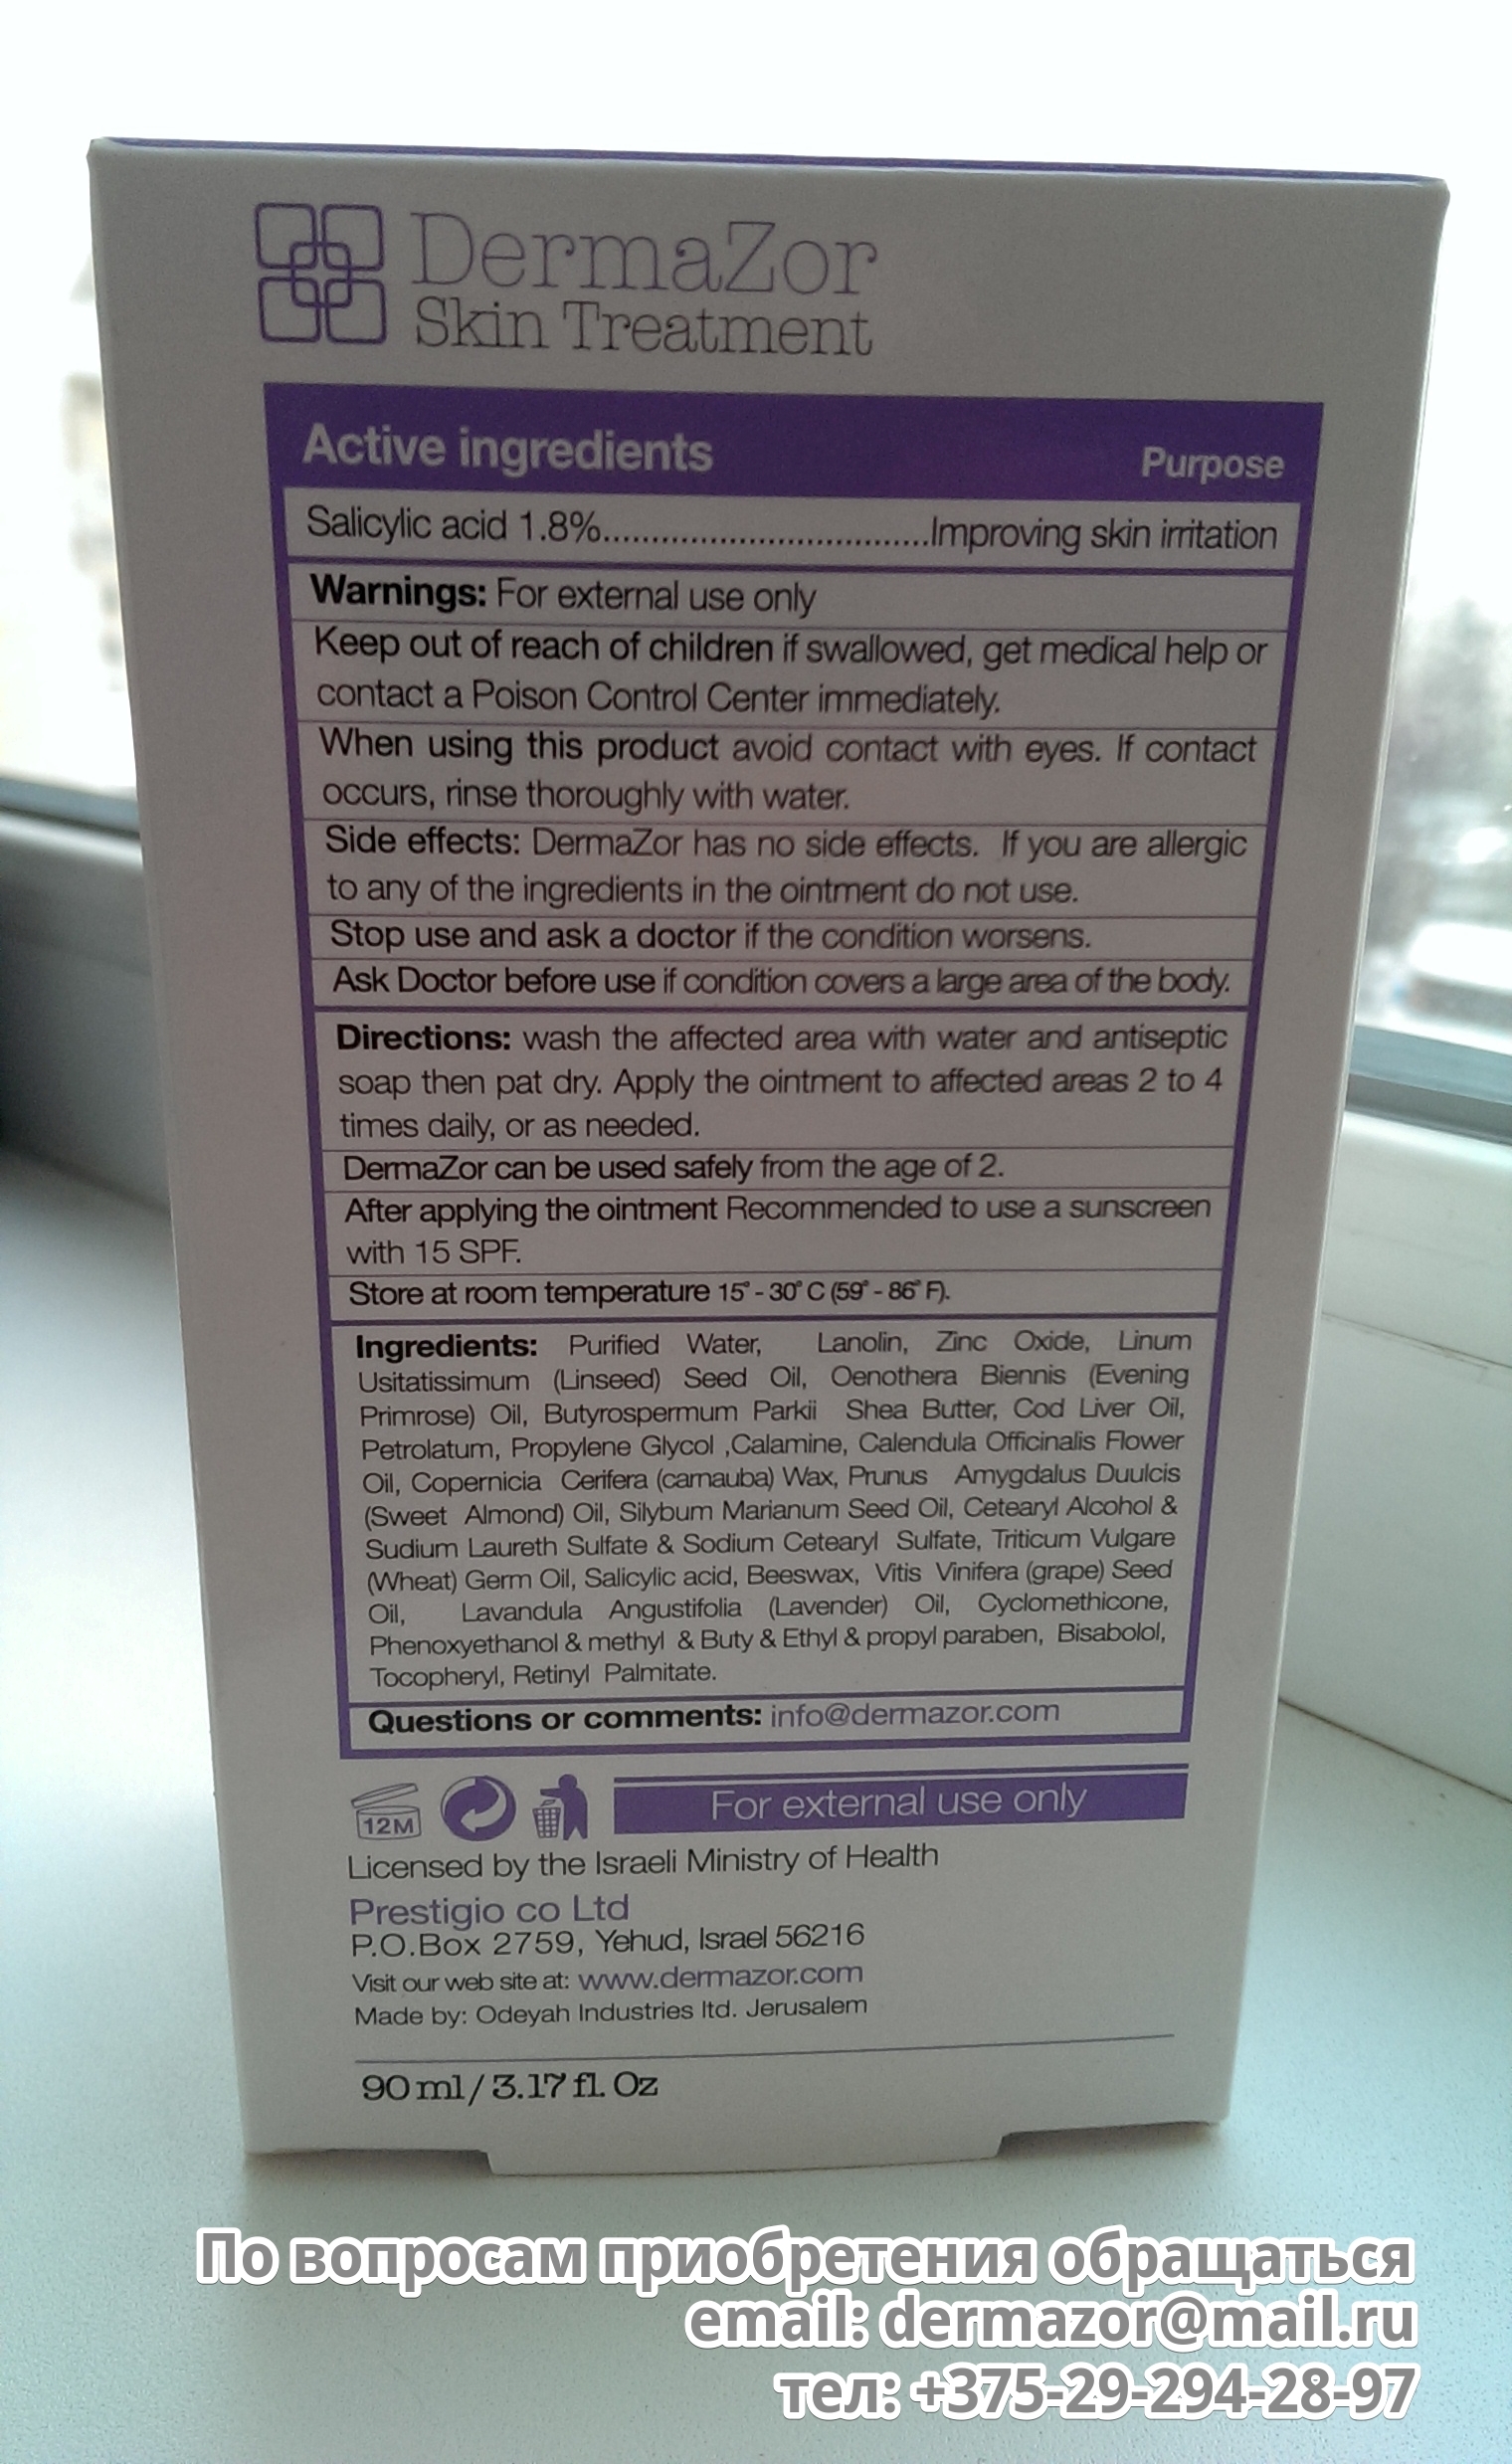 DermaZor
Skin Treatment
Active ingredients Purpose
Salicylic acid 1.8%..................................Improving skin irritation
Warnings: For external use only
Keep out of reach of children if swallowed, get medical help or
contact a Poison Control Center immediately.
When using this product avoid contact with eyes. If contact
occurs, rinse thoroughly with water.
Side effects: DermaZor has no side effects. If you are allergic
to any of the ingredients in the ointment do not use.
Stop use and ask a doctor if the condition worsens.
Ask Doctor before use if condition covers a large area of the body.
Directions: wash the affected area with water and antiseptic
soap then pat dry. Apply the ointment to affected areas 2 to 4
times daily, or as needed.
DermaZor can be used safely from the age of 2.
After applying the ointment Recommended to use a sunscreen
with 15 SPF.
Store at room temperature 15° - 30° C (59° - 86° F).
Ingredients: Purified Water, Lanolin, Zinc Oxide, Linum
Usitatissimum (Linseed) Seed Oil, Oenothera Biennis (Evening
Primrose) Oil, Butyrospermum Parkii Shea Butter, Cod Liver Oil,
Petrolatum, Propylene Glycol ,Calamine, Calendula Officinalis Flower
Oil, Copernicia Cerifera (carnauba) Wax, Prunus Amygdalus Duulcis
(Sweet Almond) Oil, Silybum Marianum Seed Oil, Cetearyl Alcohol &
Sudium Laureth Sulfate & Sodium Cetearyl Sulfate, Triticum Vulgare
(Wheat) Germ Oil, Salicylic acid, Beeswax, Vitis Vinifera (grape) Seed
Oil, Lavandula Angustifolia (Lavender) Oil, Cyclomethicone,
Phenoxyethanol & methyl & Buty & Ethyl & propyl paraben, Bisabolol,
Tocopheryl, Retinyl Palmitate.
Questions or comments: info@dermazor.com
12M
For external use only
Licensed by the Israeli Ministry of Health
Prestigio co Ltd
P.O.Box 2759, Yehud, Israel 56216
Visit our web site at: www.dermazor.com
Made by: Odeyah Industries ltd. Jerusalem
90 ml / 3.17 fl. Oz
По вопросам приобретения обращаться
email: dermazor@mail.ru
тел: +375-29-294-28-97